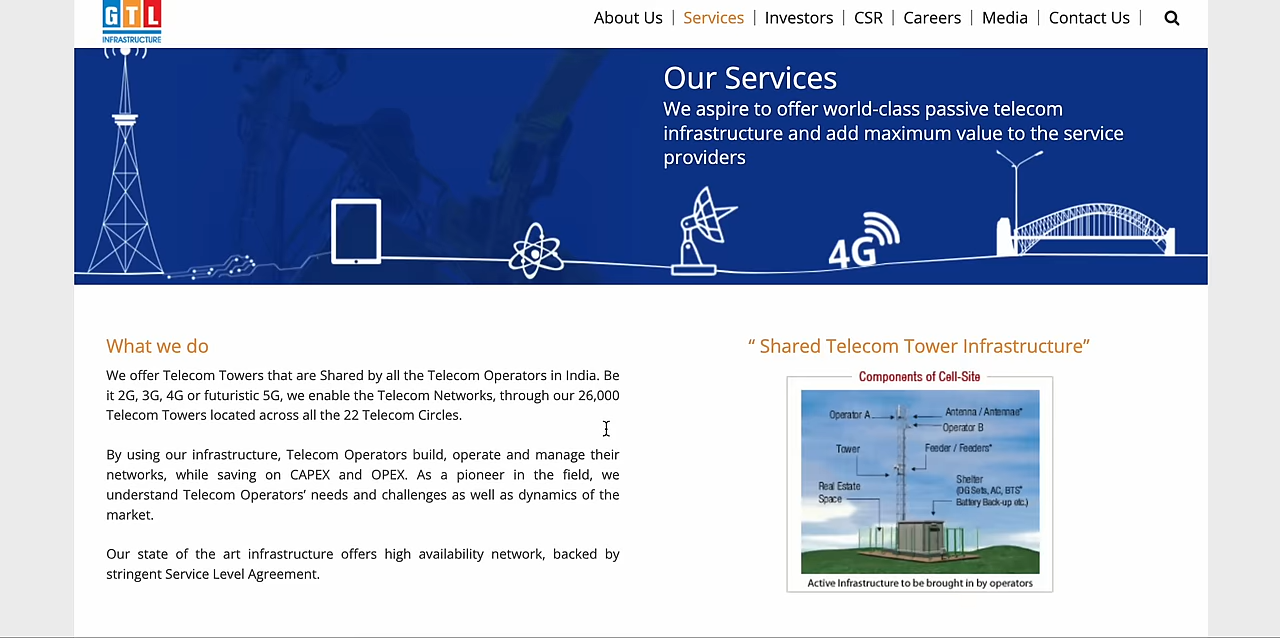 GTL
INFRASTRUCTURE
About Us | Services | Investors | CSR | Careers | Media | Contact Us |
Our Services
We aspire to offer world-class passive telecom
infrastructure and add maximum value to the service
providers
4G
What we do
We offer Telecom Towers that are Shared by all the Telecom Operators in India. Be
it 2G, 3G, 4G or futuristic 5G, we enable the Telecom Networks, through our 26,000
Telecom Towers located across all the 22 Telecom Circles.
By using our infrastructure, Telecom Operators build, operate and manage their
networks, while saving on CAPEX and OPEX. As a pioneer in the field, we
understand Telecom Operators’ needs and challenges as well as dynamics of the
market.
Our state of the art infrastructure offers high availability network, backed by
stringent Service Level Agreement.
“ Shared Telecom Tower Infrastructure”
Components of Cell-Site
Operator A
Antenna / Antennae*
Operator B
Tower
Feeder / Feeders*
Real Estate
Space
Shelter
(DG Sets, AC, BTS*
Battery Back-up etc.)
Active Infrastructure to be brought in by operators